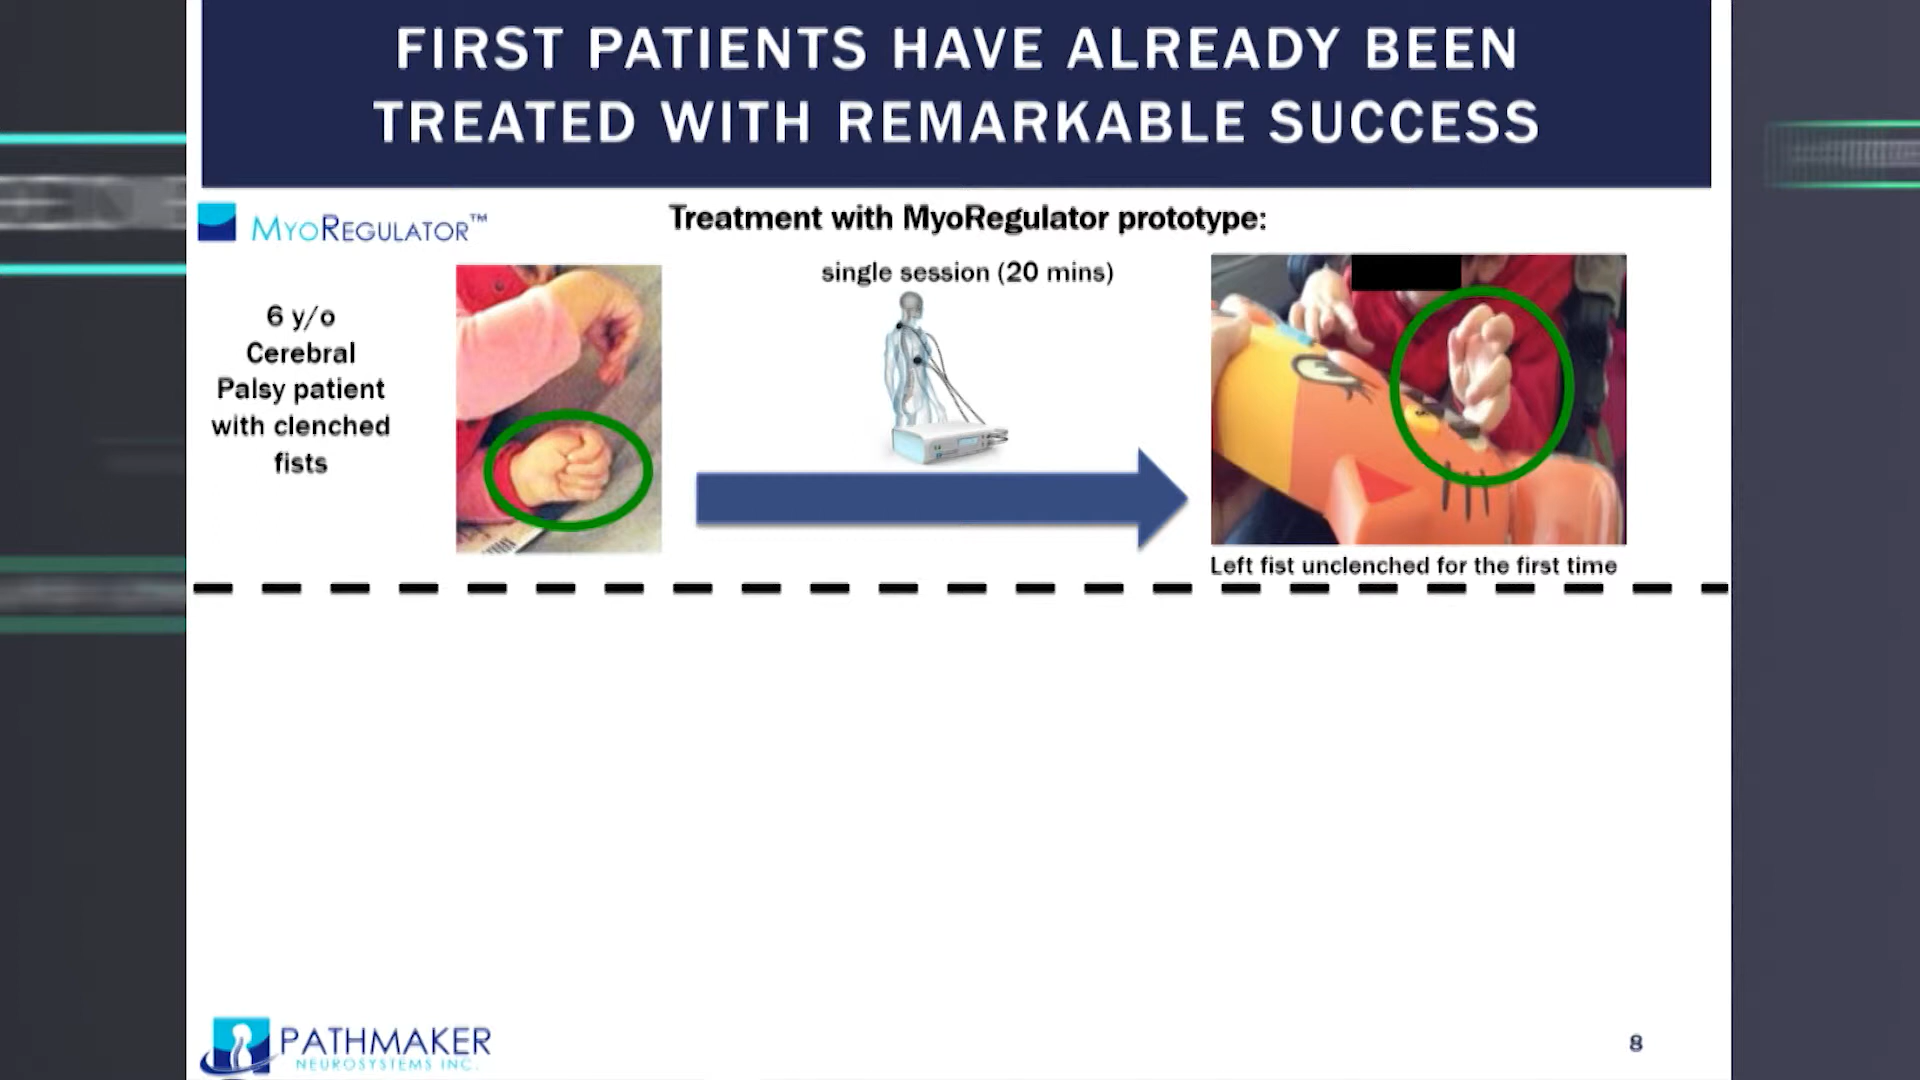 FIRST PATIENTS HAVE ALREADY BEEN
TREATED WITH REMARKABLE SUCCESS
MYOREGULATOR™
Treatment with MyoRegulator prototype:
single session (20 mins)
6 y/o
Cerebral
Palsy patient
with clenched
fists
Left fist unclenched for the first time
PATHMAKER
NEUROSYSTEMS INC.
8